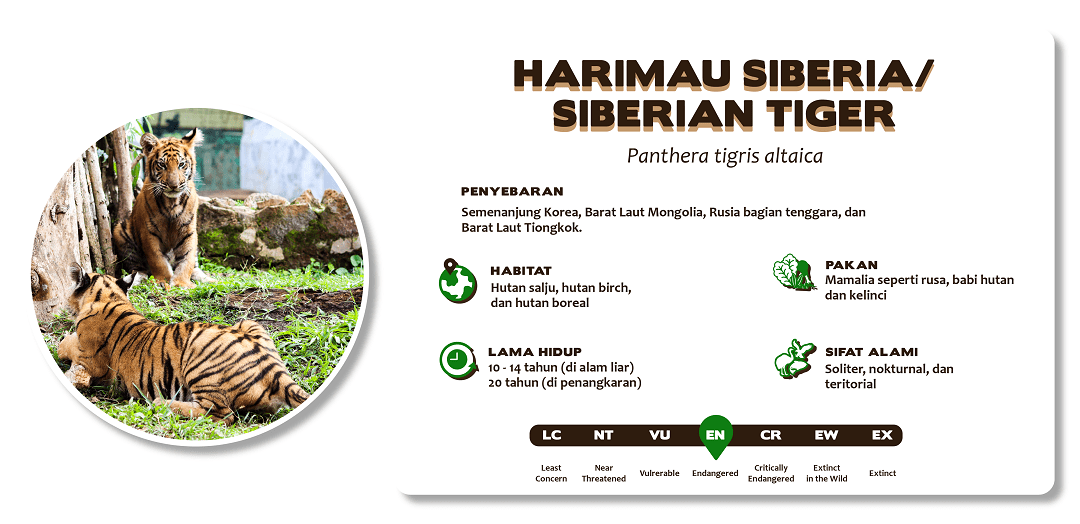 HARIMAU SIBERIA/
SIBERIAN TIGER
Panthera tigris altaica
PENYEBARAN
Semenanjung Korea, Barat Laut Mongolia, Rusia bagian tenggara, dan
Barat Laut Tiongkok.
HABITAT
Hutan salju, hutan birch,
dan hutan boreal
PAKAN
Mamalia seperti rusa, babi hutan
dan kelinci
LAMA HIDUP
10 - 14 tahun (di alam liar)
20 tahun (di penangkaran)
SIFAT ALAMI
Soliter, nokturnal, dan
teritorial
LC NT VU EN CR EW EX
Least Concern
Near Threatened
Vulrerable
Endangered
Critically Endangered
Extinct in the Wild
Extinct